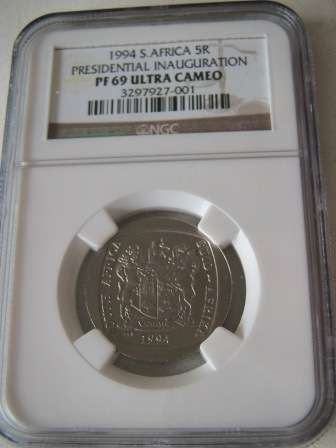 1994 S.AFRICA 5R
PRESIDENTIAL INAUGURATION
PF 69 ULTRA CAMEO
3297927-001
NGC
1994